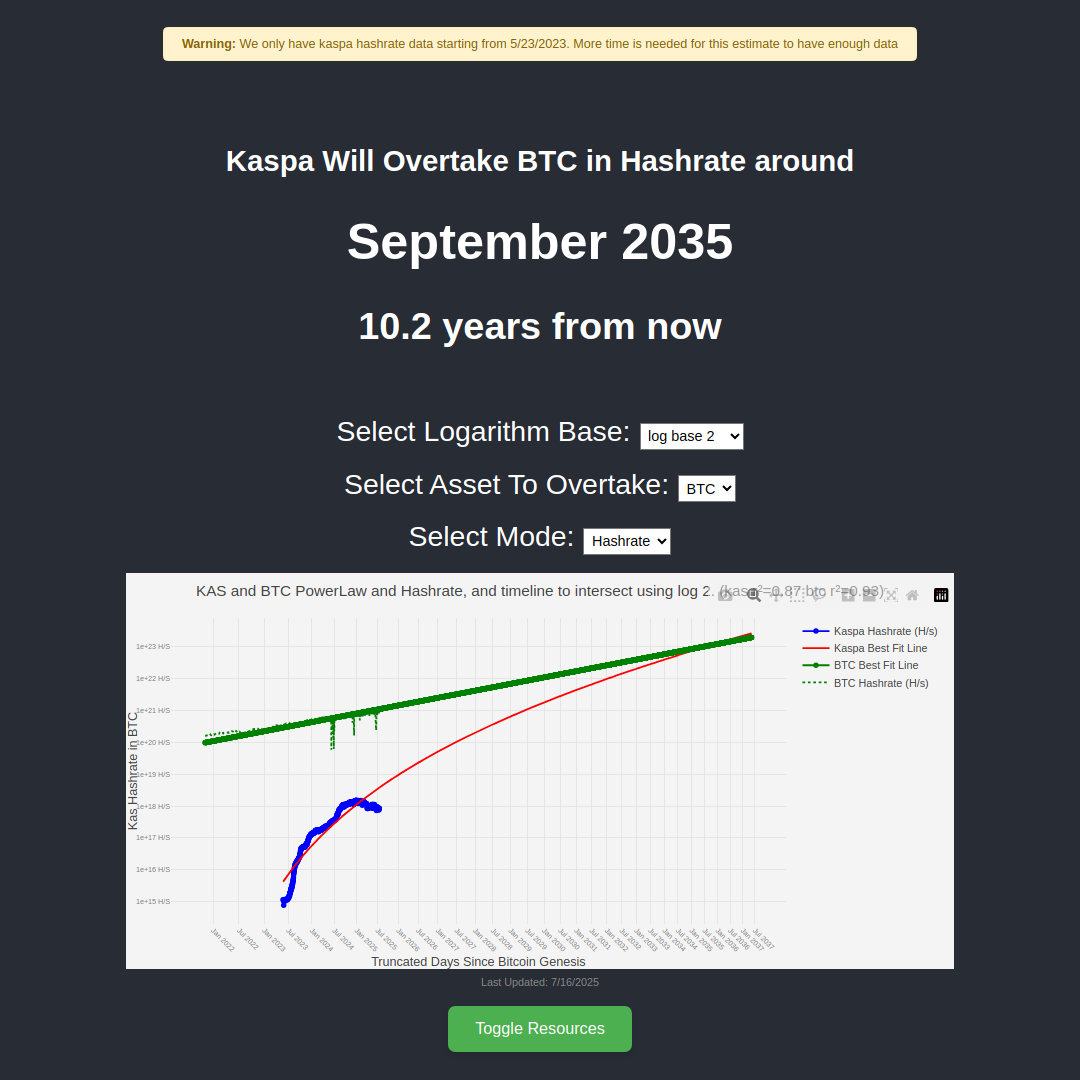 Warning: We only have kaspa hashrate data starting from 5/23/2023. More time is needed for this estimate to have enough data
Kaspa Will Overtake BTC in Hashrate around
September 2035
10.2 years from now
Select Logarithm Base: log base 2
Select Asset To Overtake: BTC
Select Mode: Hashrate
KAS and BTC PowerLaw and Hashrate, and timeline to intersect using log 2. (kas r²=0.87 btc r²=0.93)
Kaspa Hashrate (H/s)
Kaspa Best Fit Line
BTC Best Fit Line
BTC Hashrate (H/s)
1e+23 H/S
1e+22 H/S
1e+21 H/S
1e+20 H/S
1e+19 H/S
1e+18 H/S
1e+17 H/S
1e+16 H/S
1e+15 H/S
Kas Hashrate in BTC
Jan 2022
Jul 2022
Jan 2023
Jul 2023
Jan 2024
Jul 2024
Jan 2025
Jul 2025
Jan 2026
Jul 2026
Jan 2027
Jul 2027
Jan 2028
Jul 2028
Jan 2029
Jul 2029
Jan 2030
Jul 2030
Jan 2031
Jul 2031
Jan 2032
Jul 2032
Jan 2033
Jul 2033
Jan 2034
Jul 2034
Jan 2035
Jul 2035
Jan 2036
Jul 2036
Jan 2037
Jul 2037
Truncated Days Since Bitcoin Genesis
Last Updated: 7/16/2025
Toggle Resources